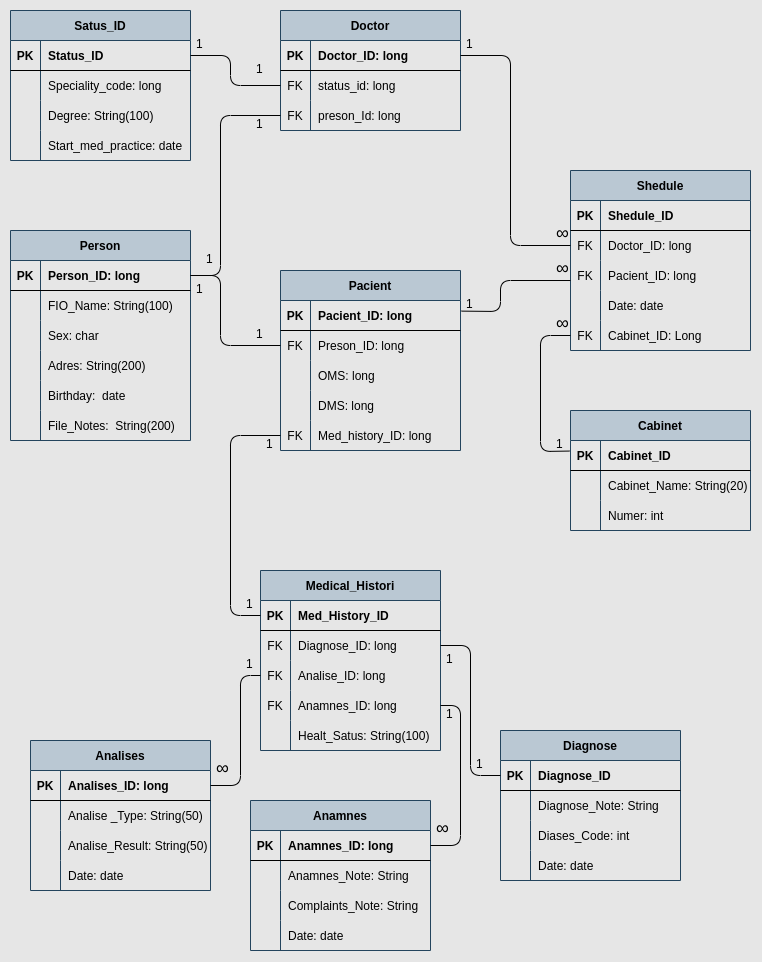 Satus_ID
PK Status_ID
Speciality_code: long
Degree: String(100)
Start_med_practice: date
1
1
Doctor
PK Doctor_ID: long
FK status_id: long
FK preson_Id: long
1
1
Shedule
PK Shedule_ID
FK Doctor_ID: long
FK Pacient_ID: long
Date: date
FK Cabinet_ID: Long
∞
∞
∞
Person
PK Person_ID: long
FIO_Name: String(100)
Sex: char
Adres: String(200)
Birthday: date
File_Notes: String(200)
1
1
1
Pacient
PK Pacient_ID: long
FK Preson_ID: long
OMS: long
DMS: long
FK Med_history_ID: long
1
1
Cabinet
PK Cabinet_ID
Cabinet_Name: String(20)
Numer: int
1
Medical_Histori
PK Med_History_ID
FK Diagnose_ID: long
FK Analise_ID: long
FK Anamnes_ID: long
Healt_Satus: String(100)
1
1
1
1
Analises
PK Analises_ID: long
Analise _Type: String(50)
Analise_Result: String(50)
Date: date
∞
Anamnes
PK Anamnes_ID: long
Anamnes_Note: String
Complaints_Note: String
Date: date
∞
Diagnose
PK Diagnose_ID
Diagnose_Note: String
Diases_Code: int
Date: date
1